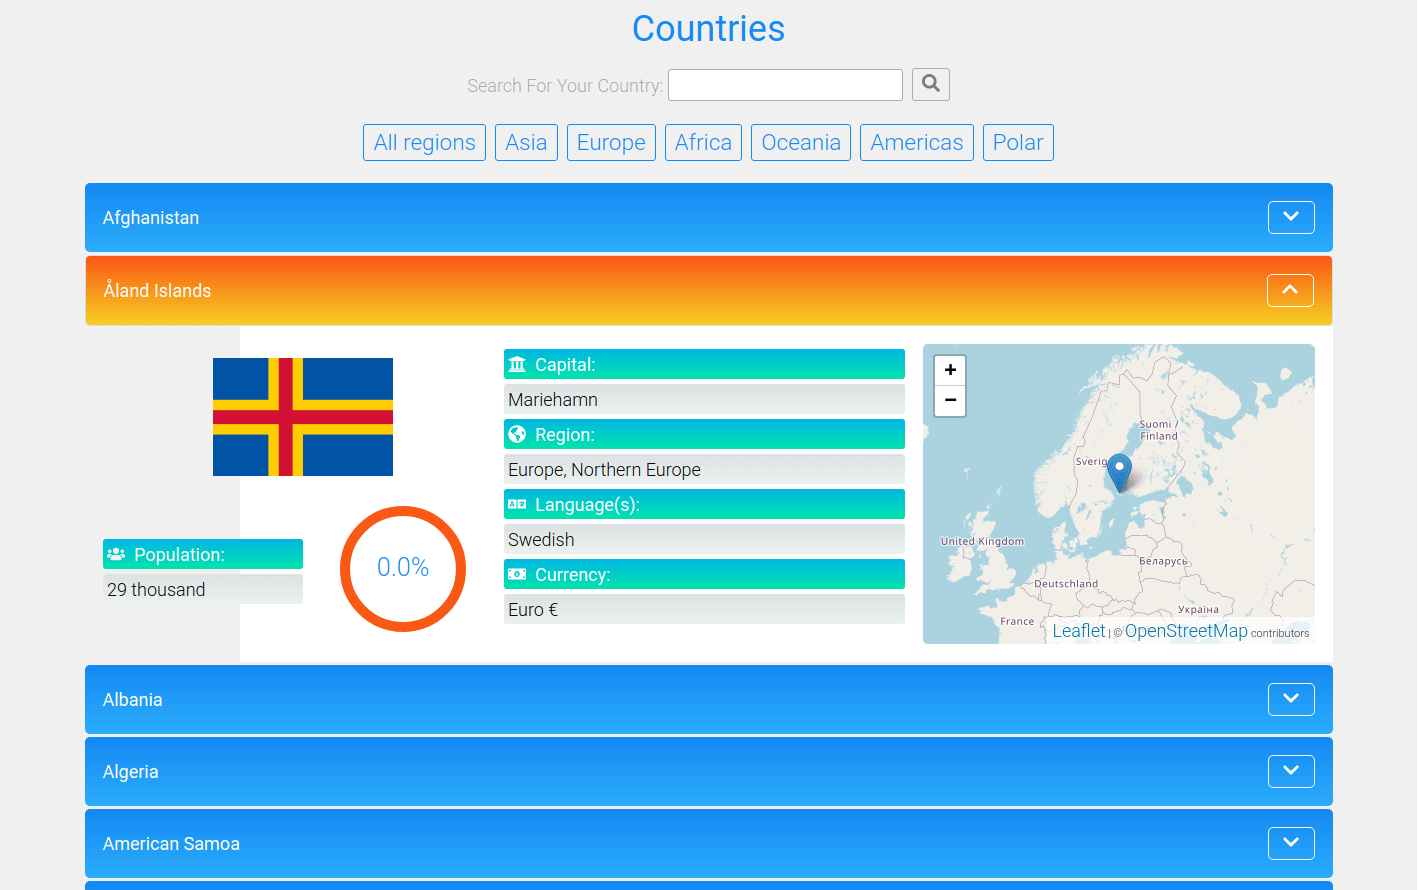 Countries
Search For Your Country:
All regions Asia Europe Africa Oceania Americas Polar
Afghanistan
Åland Islands
Population:
29 thousand
0.0%
Capital:
Mariehamn
Region:
Europe, Northern Europe
Language(s):
Swedish
Currency:
Euro €
+
−
Suomi /
Finland
Sverig
United Kingdom
Беларусь
Deutschland
Україна
France
Leaflet | © OpenStreetMap contributors
Albania
Algeria
American Samoa